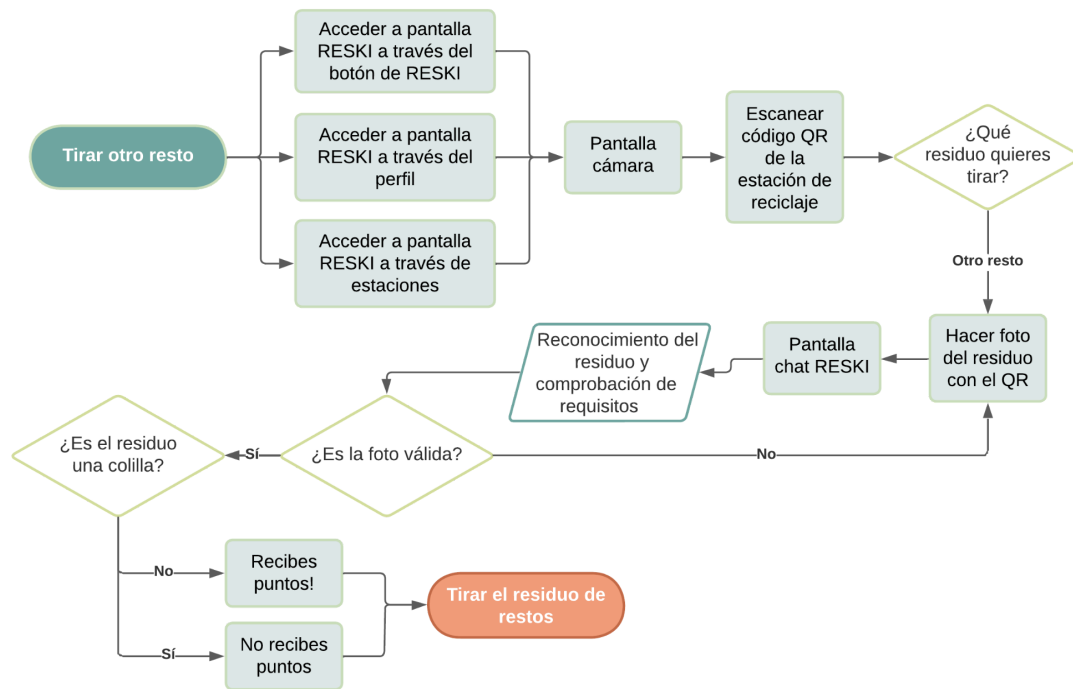 Acceder a pantalla
RESKI a través del
botón de RESKI
Tirar otro resto
Acceder a pantalla
RESKI a través del
perfil
Acceder a pantalla
RESKI a través de
estaciones
Pantalla
cámara
Escanear
código QR
de la
estación de
reciclaje
¿Qué
residuo quieres
tirar?
Otro resto
Hacer foto
del residuo
con el QR
Pantalla
chat RESKI
Reconocimiento del
residuo y
comprobación de
requisitos
¿Es la foto válida?
No
Sí
¿Es el residuo
una colilla?
No
Recibes
puntos!
Sí
No recibes
puntos
Tirar el residuo de
restos